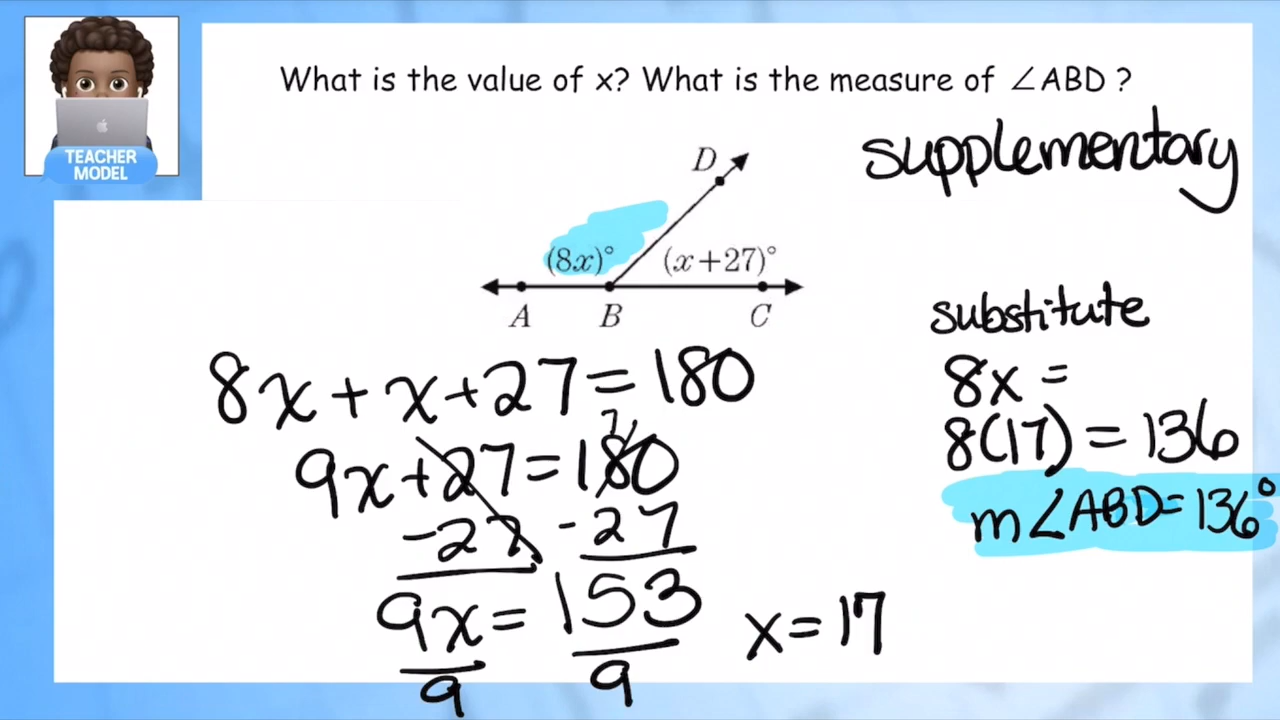 What is the value of x? What is the measure of ∠ABD ?
TEACHER
MODEL
supplementary
D
(8x)° (x+27)°
A B C
8x + x + 27 = 180
7
9x + 27 = 180
-27 -27
9x = 153
9 9
x = 17
substitute
8x =
8(17) = 136
m∠ABD = 136°